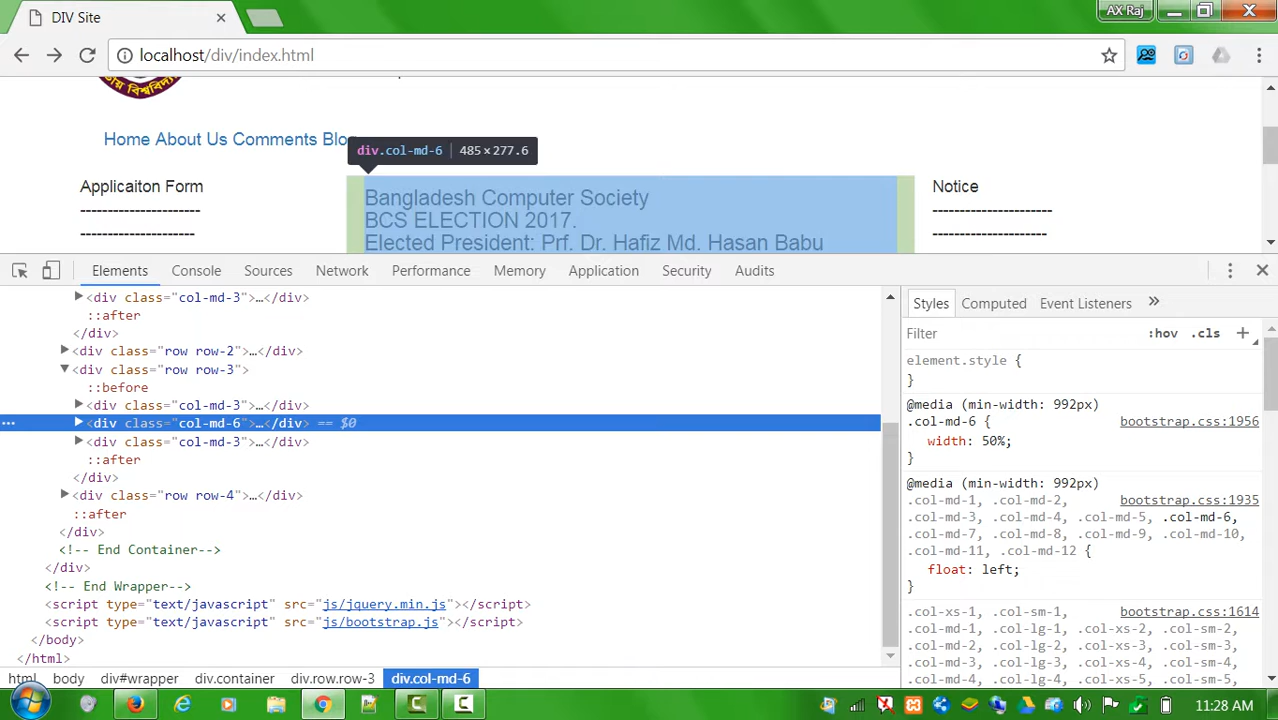 DIV Site
AX Raj
localhost/div/index.html
Home About Us Comments Blo
div.col-md-6 485×277.6
Applicaiton Form
---------------------
---------------------
Bangladesh Computer Society
BCS ELECTION 2017.
Elected President: Prf. Dr. Hafiz Md. Hasan Babu
Notice
---------------------
---------------------
Elements Console Sources Network Performance Memory Application Security Audits
<div class="col-md-3">…</div>
::after
</div>
<div class="row row-2">…</div>
<div class="row row-3">
::before
<div class="col-md-3">…</div>
<div class="col-md-6">…</div> == $0
<div class="col-md-3">…</div>
::after
</div>
<div class="row row-4">…</div>
::after
</div>
<!-- End Container-->
</div>
<!-- End Wrapper-->
<script type="text/javascript" src="js/jquery.min.js"></script>
<script type="text/javascript" src="js/bootstrap.js"></script>
</body>
</html>
html body div#wrapper div.container div.row.row-3 div.col-md-6
Styles Computed Event Listeners »
Filter :hov .cls +
element.style {
}
@media (min-width: 992px)
.col-md-6 { bootstrap.css:1956
width: 50%;
}
@media (min-width: 992px)
.col-md-1, .col-md-2, bootstrap.css:1935
.col-md-3, .col-md-4, .col-md-5, .col-md-6,
.col-md-7, .col-md-8, .col-md-9, .col-md-10,
.col-md-11, .col-md-12 {
float: left;
}
.col-xs-1, .col-sm-1, bootstrap.css:1614
.col-md-1, .col-lg-1, .col-xs-2, .col-sm-2,
.col-md-2, .col-lg-2, .col-xs-3, .col-sm-3,
.col-md-3, .col-lg-3, .col-xs-4, .col-sm-4,
.col-md-4, .col-lg-4, .col-xs-5, .col-sm-5,
11:28 AM